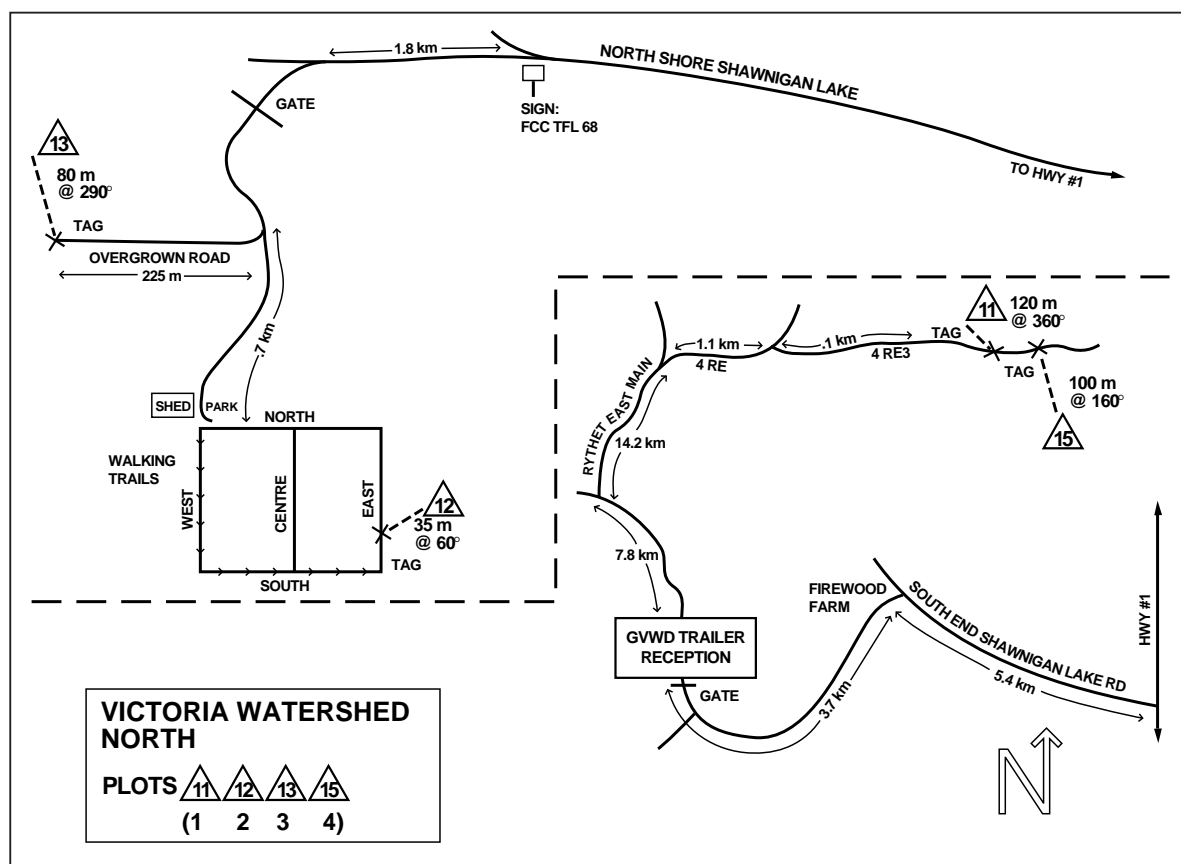 1.8 km
NORTH SHORE SHAWNIGAN LAKE
GATE
SIGN:
FCC TFL 68
TO HWY #1
13
80 m
@ 290°
TAG
OVERGROWN ROAD
225 m
.7 km
SHED
PARK
NORTH
WALKING
TRAILS
WEST
CENTRE
EAST
12
35 m
@ 60°
TAG
SOUTH
11
120 m
@ 360°
TAG
1.1 km
4 RE
.1 km
4 RE3
TAG
100 m
@ 160°
15
RYTHET EAST MAIN
14.2 km
7.8 km
FIREWOOD
FARM
SOUTH END SHAWNIGAN LAKE RD
HWY #1
GVWD TRAILER
RECEPTION
GATE
3.7 km
5.4 km
N
VICTORIA WATERSHED
NORTH
PLOTS 11 12 13 15
(1 2 3 4)